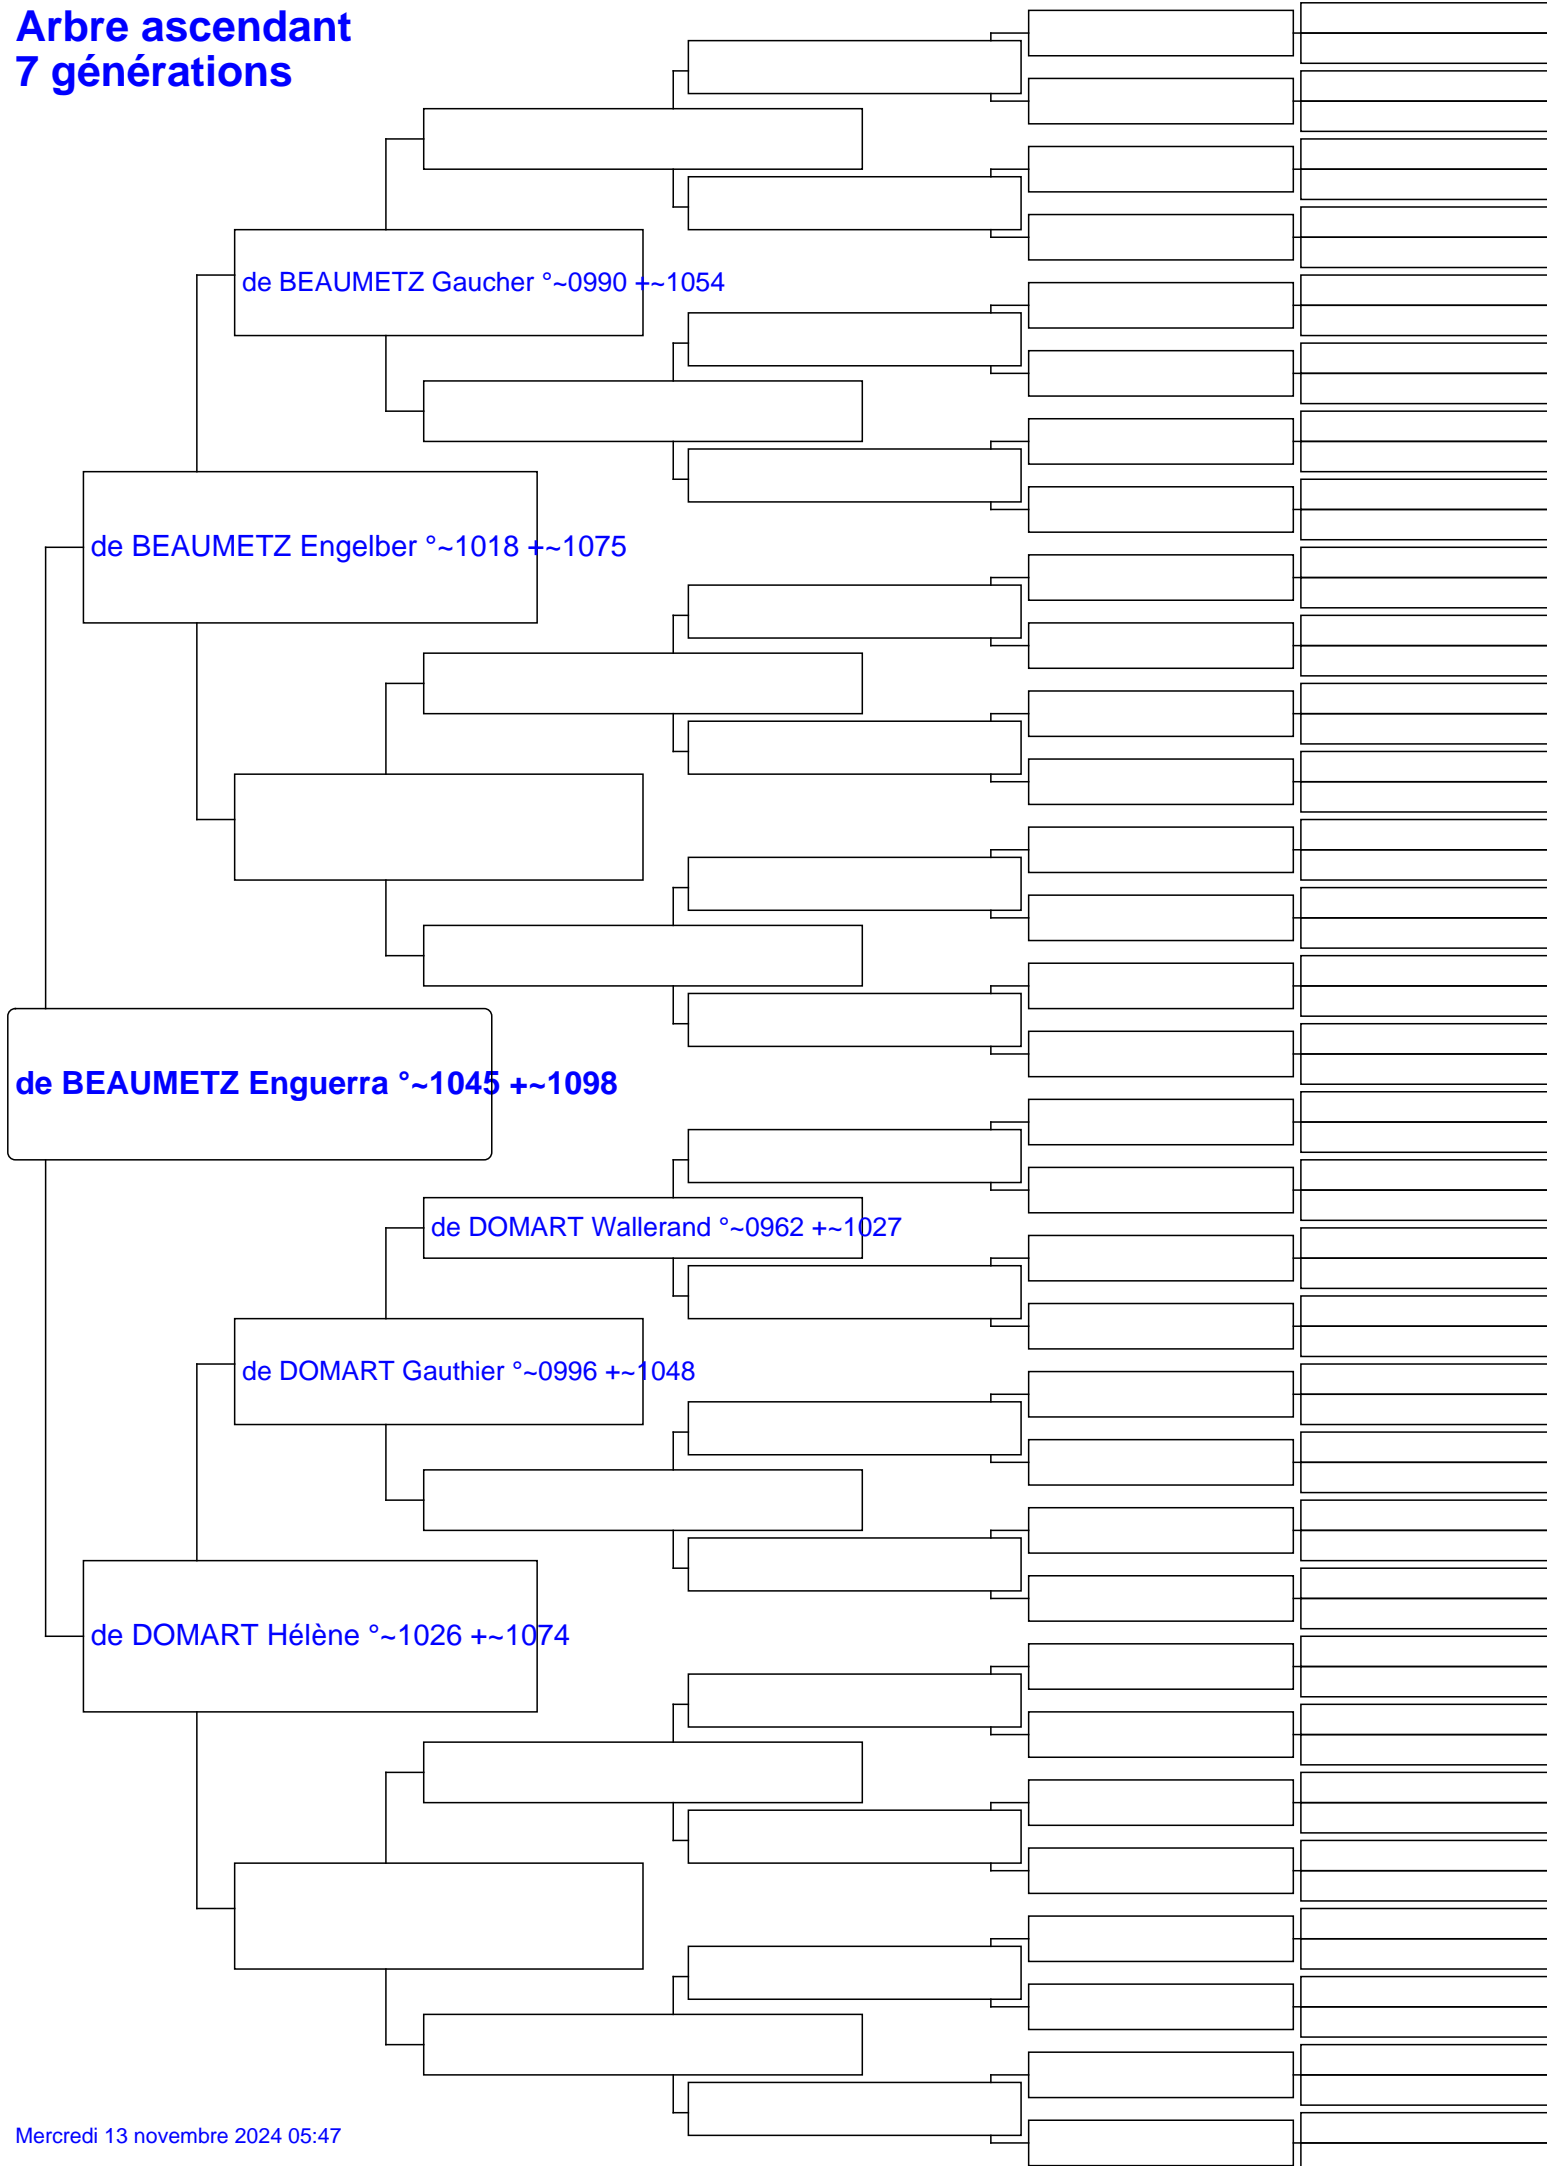 Arbre ascendant
7 générations
de BEAUMETZ Gaucher °~0990 +~1054
de BEAUMETZ Engelber °~1018 +~1075
de BEAUMETZ Enguerra °~1045 +~1098
de DOMART Wallerand °~0962 +~1027
de DOMART Gauthier °~0996 +~1048
de DOMART Hélène °~1026 +~1074
Mercredi 13 novembre 2024 05:47